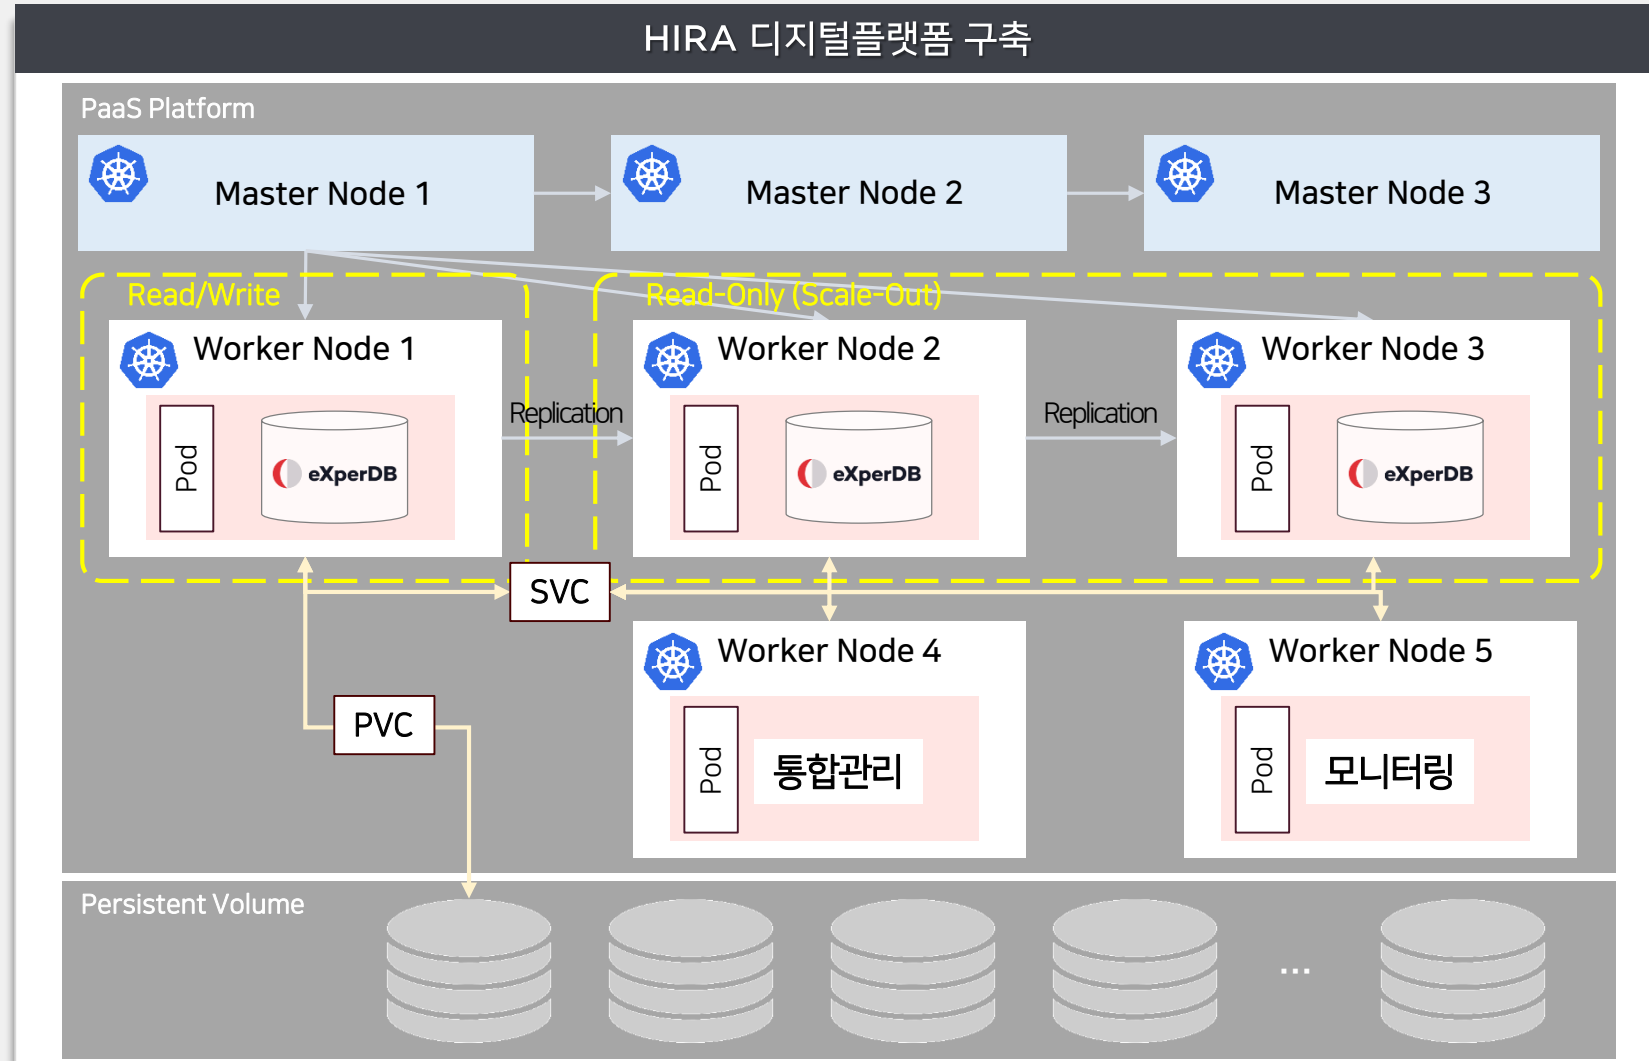 HIRA 디지털플랫폼 구축
PaaS Platform
Master Node 1
Master Node 2
Master Node 3
Read/Write
Read-Only (Scale-Out)
Worker Node 1
Pod
eXperDB
Replication
Worker Node 2
Pod
eXperDB
Replication
Worker Node 3
Pod
eXperDB
SVC
PVC
Worker Node 4
Pod
통합관리
Worker Node 5
Pod
모니터링
Persistent Volume
...